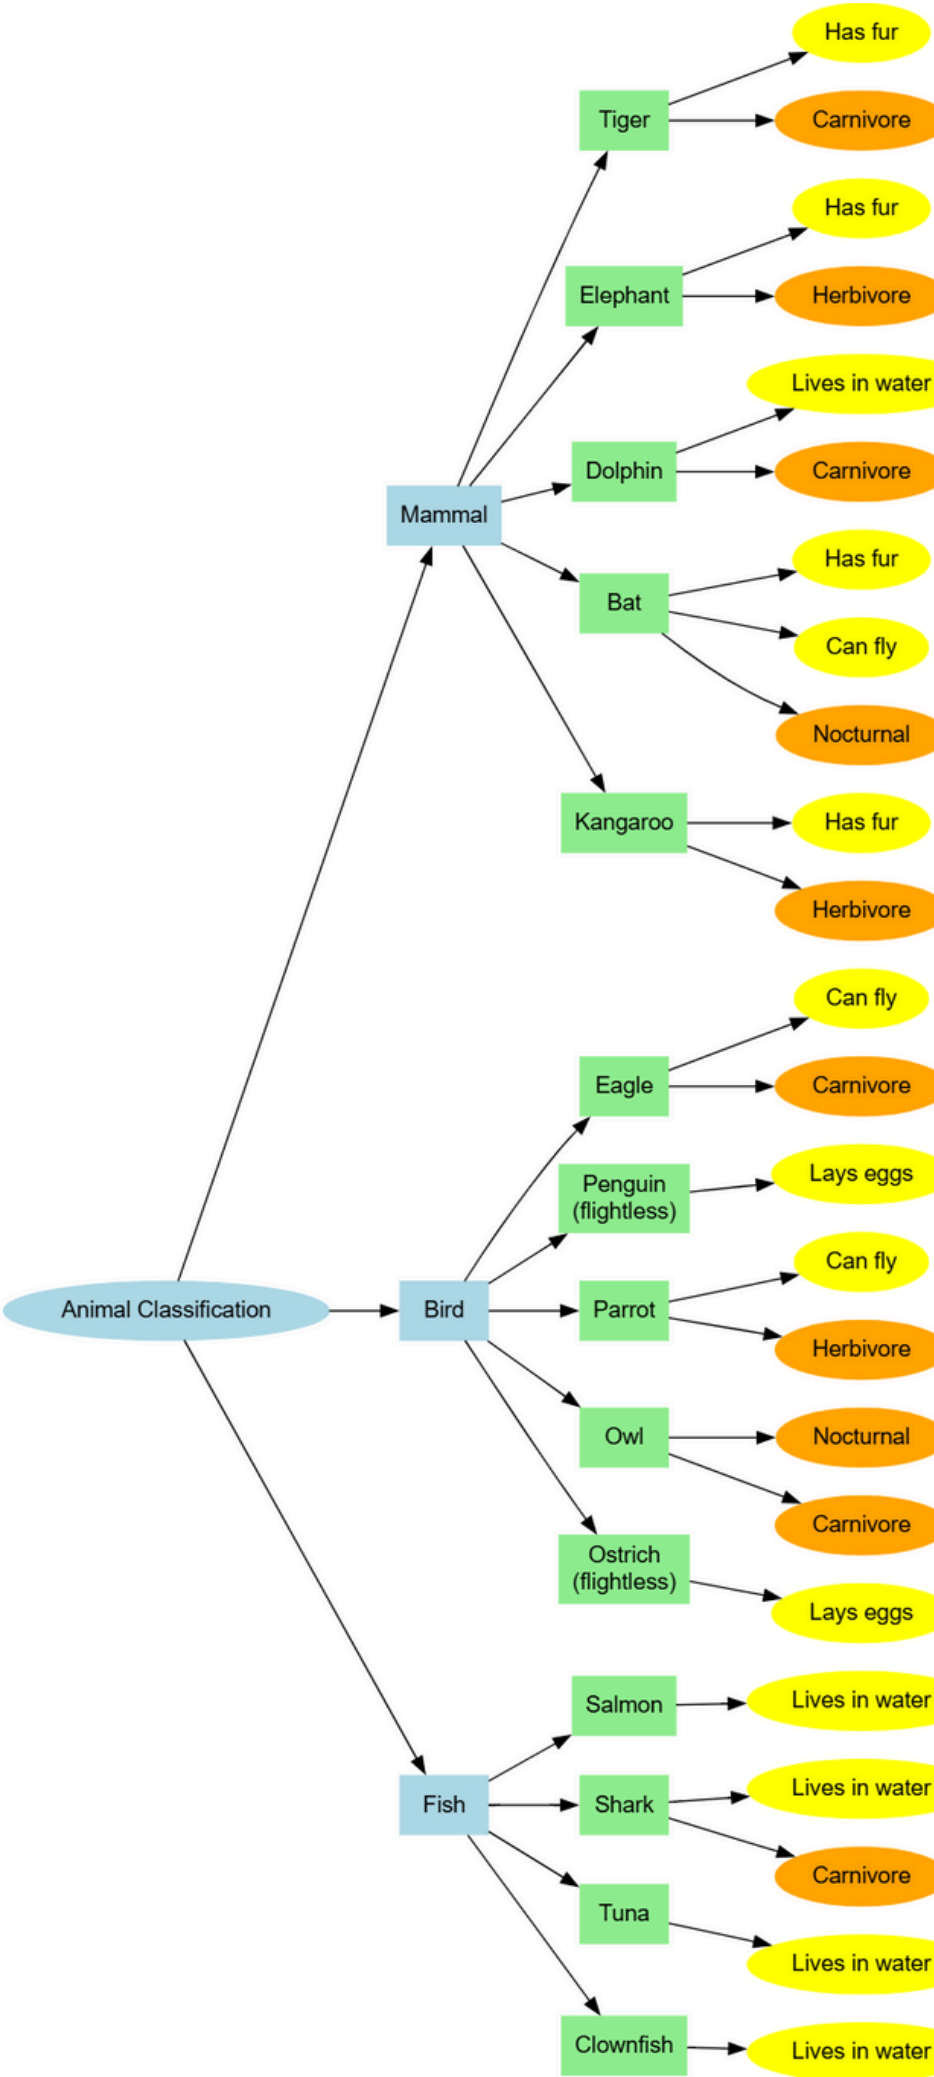 Has fur
Tiger
Carnivore
Has fur
Elephant
Herbivore
Lives in water
Dolphin
Carnivore
Mammal
Has fur
Bat
Can fly
Nocturnal
Kangaroo
Has fur
Herbivore
Can fly
Eagle
Carnivore
Penguin
(flightless)
Lays eggs
Can fly
Animal Classification
Bird
Parrot
Herbivore
Owl
Nocturnal
Carnivore
Ostrich
(flightless)
Lays eggs
Salmon
Lives in water
Fish
Shark
Lives in water
Carnivore
Tuna
Lives in water
Clownfish
Lives in water